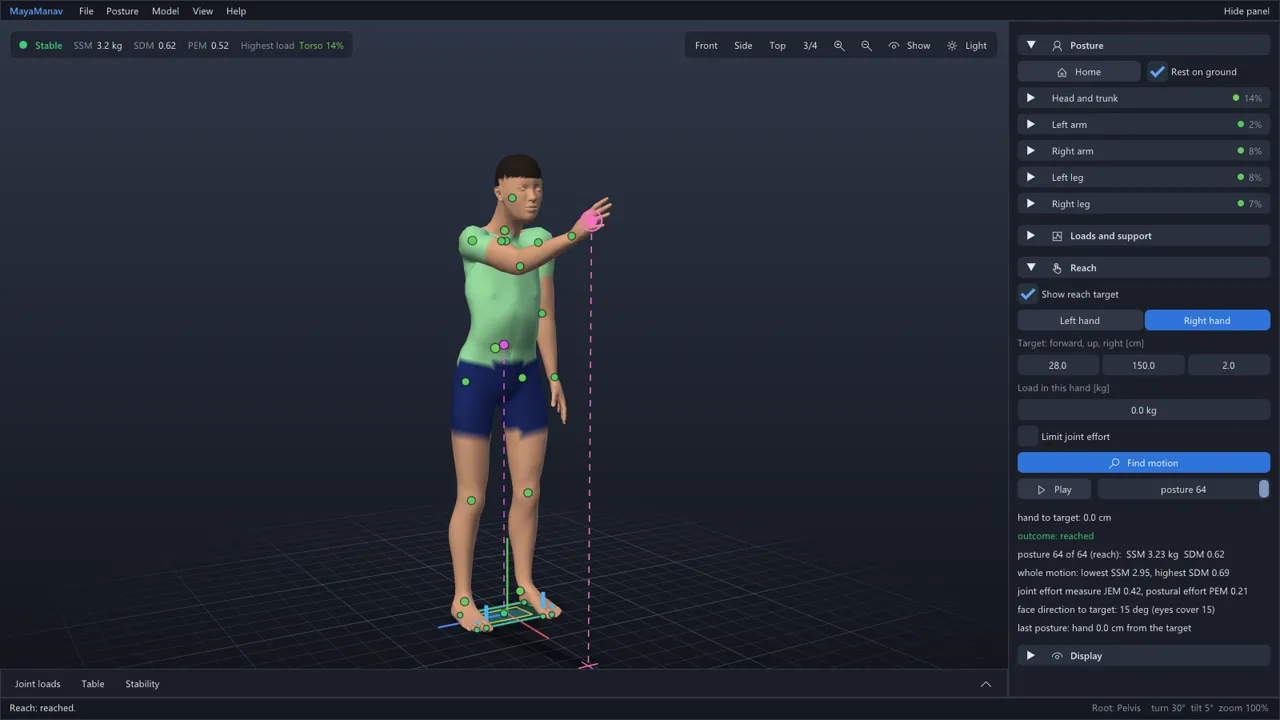 MayaManav File Posture Model View Help Hide panel
Stable SSM 3.2 kg SDM 0.62 PEM 0.52 Highest load Torso 14%
Front Side Top 3/4 Show Light
Posture
Home Rest on ground
Head and trunk 14%
Left arm 2%
Right arm 8%
Left leg 8%
Right leg 7%
Loads and support
Reach
Show reach target
Left hand Right hand
Target: forward, up, right [cm]
28.0 150.0 2.0
Load in this hand [kg]
0.0 kg
Limit joint effort
Find motion
Play posture 64
hand to target: 0.0 cm
outcome: reached
posture 64 of 64 (reach): SSM 3.23 kg SDM 0.62
whole motion: lowest SSM 2.95, highest SDM 0.69
joint effort measure JEM 0.42, postural effort PEM 0.21
face direction to target: 15 deg (eyes cover 15)
last posture: hand 0.0 cm from the target
Display
Joint loads Table Stability
Reach: reached. Root: Pelvis turn 30° tilt 5° zoom 100%